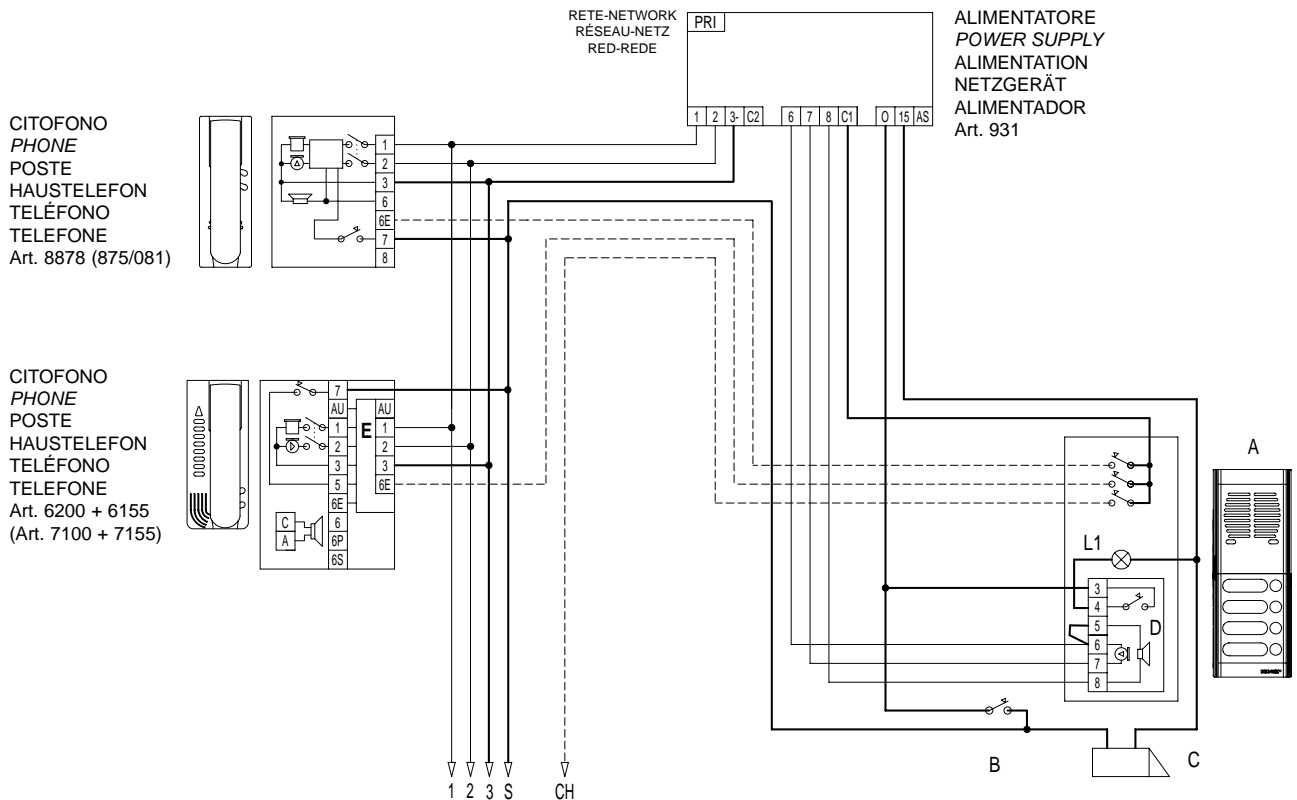 RETE-NETWORK
RÉSEAU-NETZ
RED-REDE
PRI
1 2 3- C2 6 7 8 C1 O 15 AS
ALIMENTATORE
POWER SUPPLY
ALIMENTATION
NETZGERÄT
ALIMENTADOR
Art. 931
CITOFONO
PHONE
POSTE
HAUSTELEFON
TELÉFONO
TELEFONE
Art. 8878 (875/081)
1
2
3
6
6E
7
8
CITOFONO
PHONE
POSTE
HAUSTELEFON
TELÉFONO
TELEFONE
Art. 6200 + 6155
(Art. 7100 + 7155)
7
AU
1
2
3
5
6E
6
6P
6S
C
A
E
AU
1
2
3
6E
A
L1
3
4
5
6
7
8
D
B
C
1 2 3 S CH